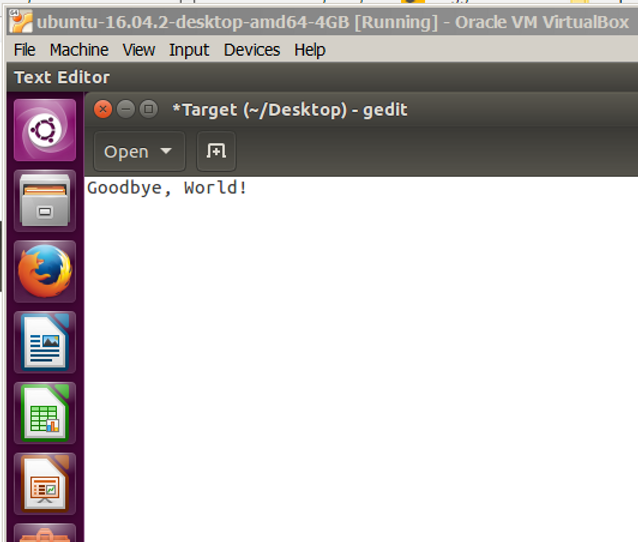 ubuntu-16.04.2-desktop-amd64-4GB [Running] - Oracle VM VirtualBox
File Machine View Input Devices Help
Text Editor
*Target (~/Desktop) - gedit
Open
Goodbye, World!